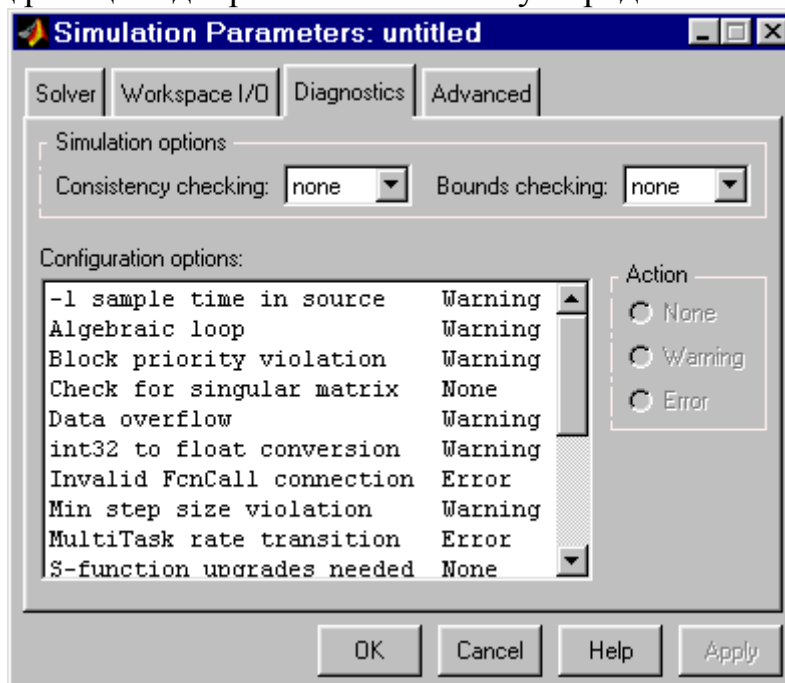 Simulation Parameters: untitled
Solver Workspace I/O Diagnostics Advanced
Simulation options
Consistency checking: none Bounds checking: none
Configuration options:
-1 sample time in source Warning
Algebraic loop Warning
Block priority violation Warning
Check for singular matrix None
Data overflow Warning
int32 to float conversion Warning
Invalid FcnCall connection Error
Min step size violation Warning
MultiTask rate transition Error
S-function upgrades needed None
Action
None
Warning
Error
OK Cancel Help Apply